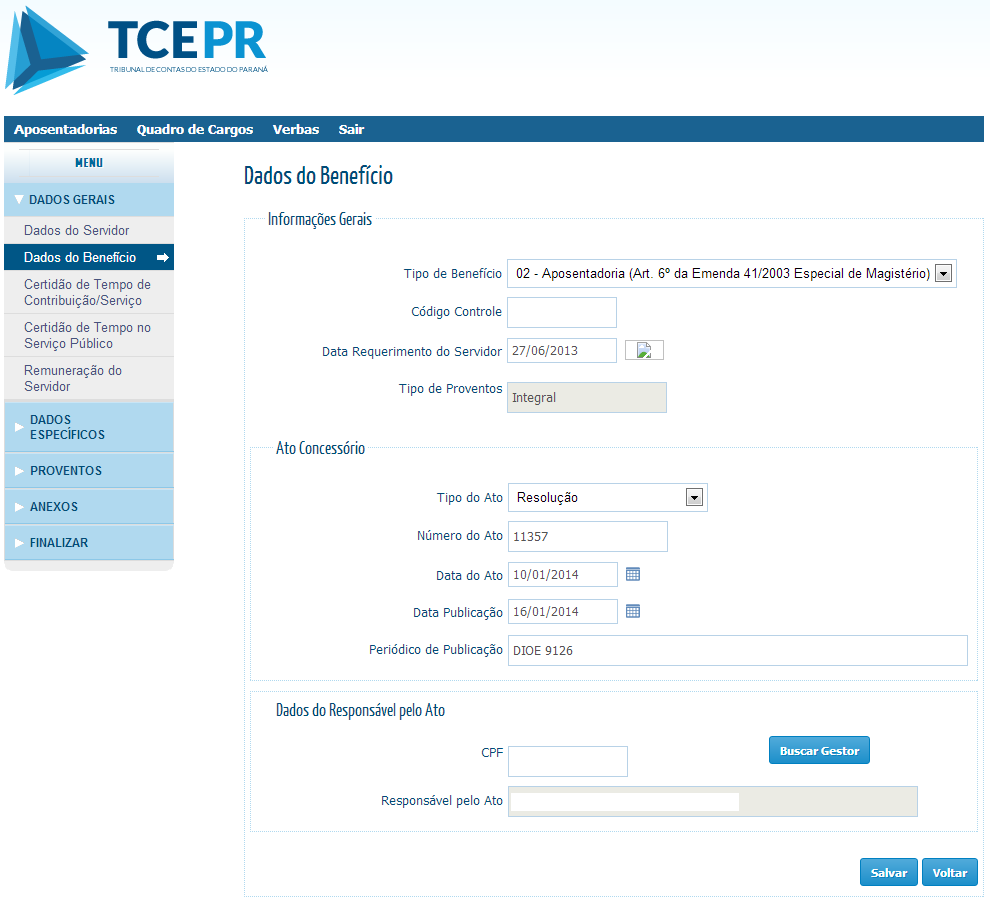 TCEPR
TRIBUNAL DE CONTAS DO ESTADO DO PARANÁ
Aposentadorias Quadro de Cargos Verbas Sair
MENU
DADOS GERAIS
Dados do Servidor
Dados do Benefício
Certidão de Tempo de
Contribuição/Serviço
Certidão de Tempo no
Serviço Público
Remuneração do
Servidor
DADOS
ESPECÍFICOS
PROVENTOS
ANEXOS
FINALIZAR
Dados do Benefício
Informações Gerais
Tipo de Benefício 02 - Aposentadoria (Art. 6º da Emenda 41/2003 Especial de Magistério)
Código Controle
Data Requerimento do Servidor 27/06/2013
Tipo de Proventos Integral
Ato Concessório
Tipo do Ato Resolução
Número do Ato 11357
Data do Ato 10/01/2014
Data Publicação 16/01/2014
Periódico de Publicação DIOE 9126
Dados do Responsável pelo Ato
CPF Buscar Gestor
Responsável pelo Ato
Salvar Voltar